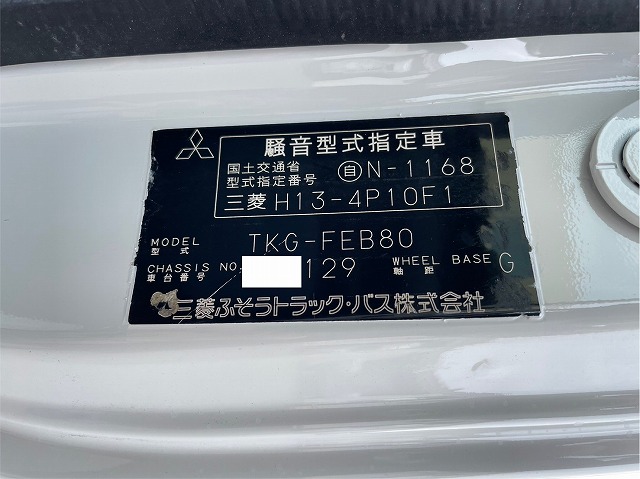 騒音型式指定車
国土交通省
型式指定番号 自N-1168
三菱 H13-4P10F1
MODEL
型式 TKG-FEB80
CHASSIS NO.
車台番号 129
WHEEL BASE
軸距 G
三菱ふそうトラック・バス株式会社